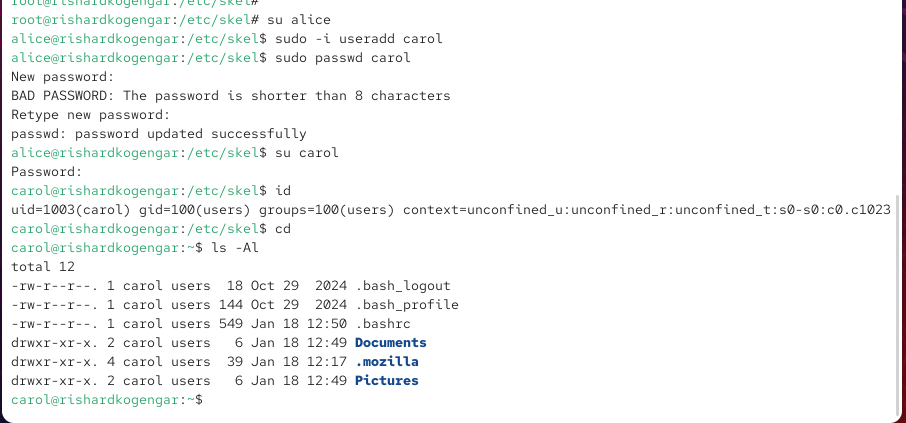 root@rishardkogengar:/etc/skel#
root@rishardkogengar:/etc/skel# su alice
alice@rishardkogengar:/etc/skel$ sudo -i useradd carol
alice@rishardkogengar:/etc/skel$ sudo passwd carol
New password:
BAD PASSWORD: The password is shorter than 8 characters
Retype new password:
passwd: password updated successfully
alice@rishardkogengar:/etc/skel$ su carol
Password:
carol@rishardkogengar:/etc/skel$ id
uid=1003(carol) gid=100(users) groups=100(users) context=unconfined_u:unconfined_r:unconfined_t:s0-s0:c0.c1023
carol@rishardkogengar:/etc/skel$ cd
carol@rishardkogengar:~$ ls -Al
total 12
-rw-r--r--. 1 carol users  18 Oct 29  2024 .bash_logout
-rw-r--r--. 1 carol users 144 Oct 29  2024 .bash_profile
-rw-r--r--. 1 carol users 549 Jan 18 12:50 .bashrc
drwxr-xr-x. 2 carol users   6 Jan 18 12:49 Documents
drwxr-xr-x. 4 carol users  39 Jan 18 12:17 .mozilla
drwxr-xr-x. 2 carol users   6 Jan 18 12:49 Pictures
carol@rishardkogengar:~$